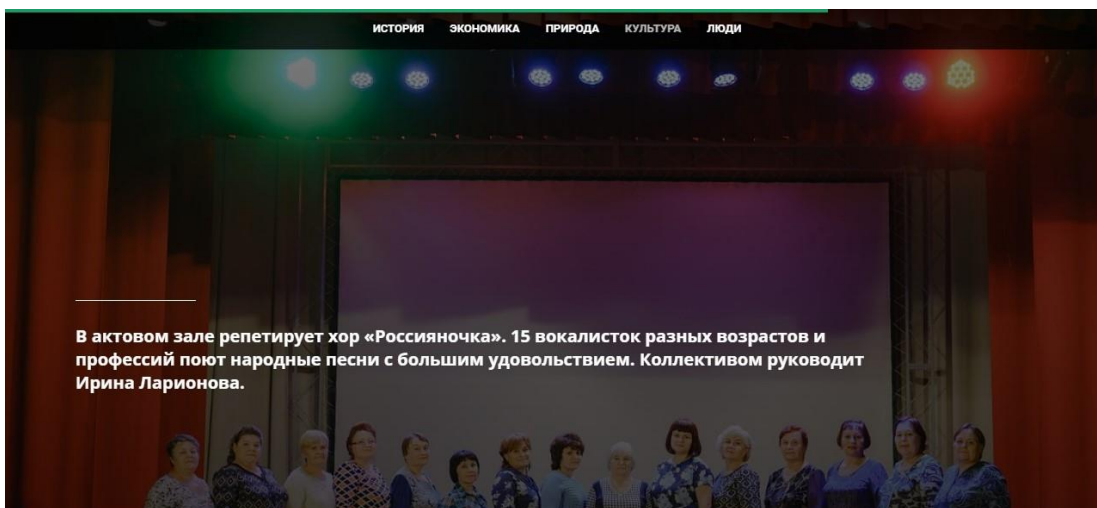 ИСТОРИЯ ЭКОНОМИКА ПРИРОДА КУЛЬТУРА ЛЮДИ
В актовом зале репетирует хор «Россияночка». 15 вокалисток разных возрастов и
профессий поют народные песни с большим удовольствием. Коллективом руководит
Ирина Ларионова.